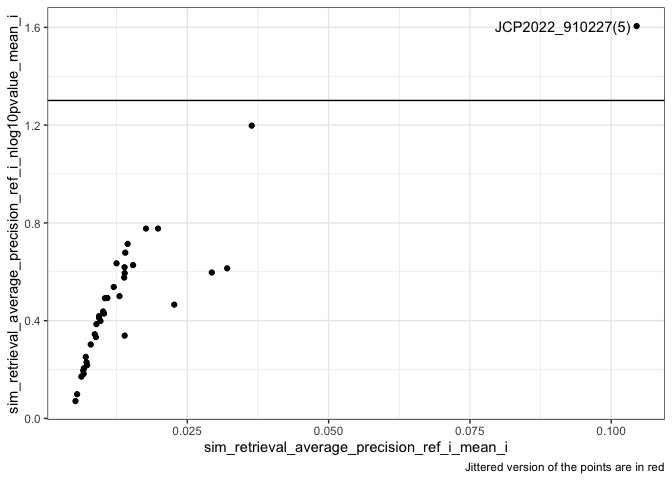 sim_retrieval_average_precision_ref_i_nlog10pvalue_mean_i
1.6
1.2
0.8
0.4
0.0
JCP2022_910227(5)
0.025
0.050
0.075
0.100
sim_retrieval_average_precision_ref_i_mean_i
Jittered version of the points are in red